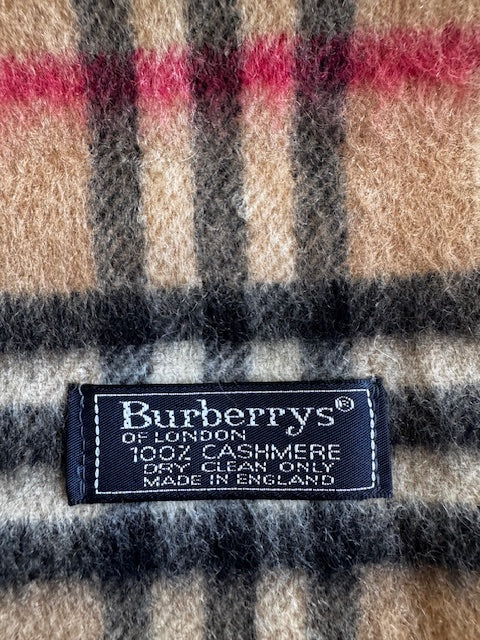 Burberrys®
OF LONDON
100% CASHMERE
DRY CLEAN ONLY
MADE IN ENGLAND